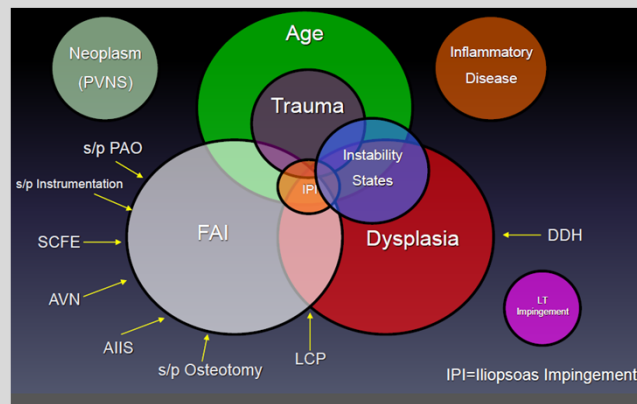 Age
Neoplasm
(PVNS)
Inflammatory
Disease
Trauma
s/p PAO
Instability
States
s/p Instrumentation
IPI
FAI
Dysplasia
SCFE
DDH
AVN
LT
Impingement
AIIS
LCP
s/p Osteotomy
IPI=Iliopsoas Impingement